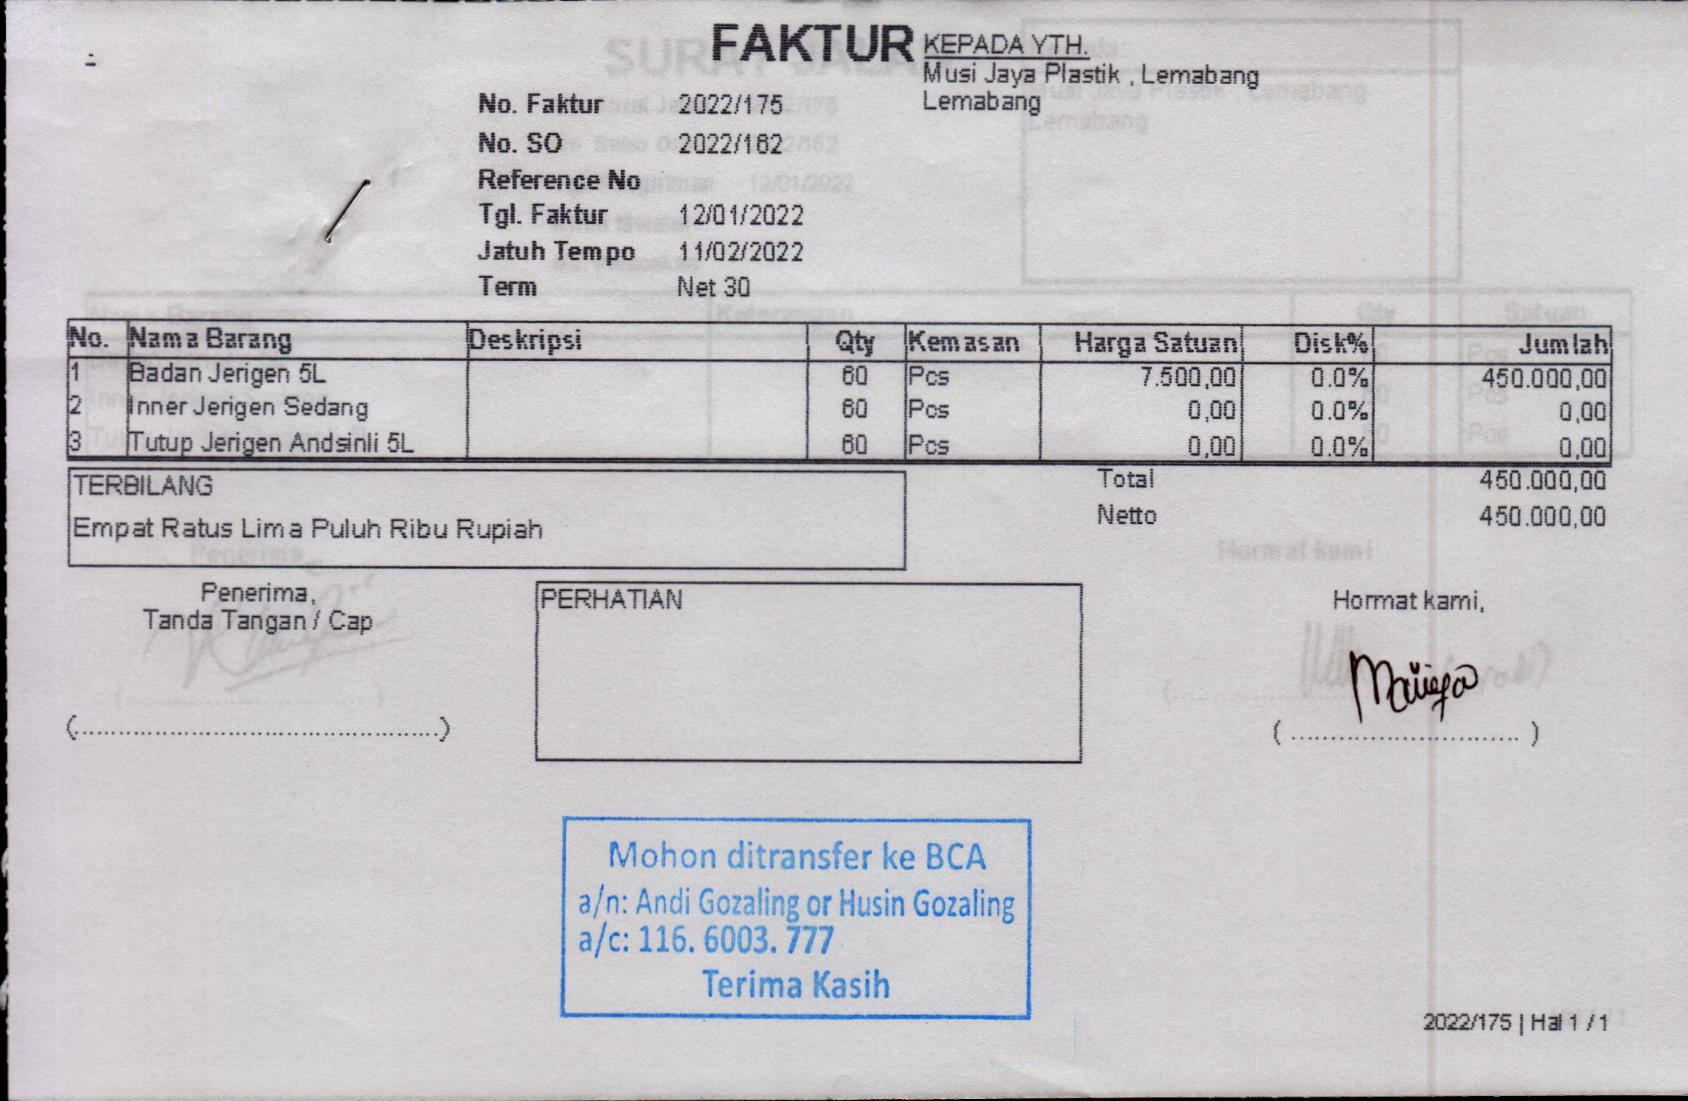 FAKTUR
KEPADA YTH.
Musi Jaya Plastik , Lemabang
Lemabang
No. Faktur 2022/175
No. SO 2022/162
Reference No
Tgl. Faktur 12/01/2022
Jatuh Tempo 11/02/2022
Term Net 30
No. Nama Barang Deskripsi Qty Kemasan Harga Satuan Disk% Jumlah
1 Badan Jerigen 5L 60 Pcs 7.500,00 0.0% 450.000,00
2 Inner Jerigen Sedang 60 Pcs 0,00 0.0% 0,00
3 Tutup Jerigen Andsinli 5L 60 Pcs 0,00 0.0% 0,00
Total 450.000,00
Netto 450.000,00
TERBILANG
Empat Ratus Lima Puluh Ribu Rupiah
Penerima,
Tanda Tangan / Cap
(................................................)
PERHATIAN
Hormat kami,
( .............................. )
Mohon ditransfer ke BCA
a/n: Andi Gozaling or Husin Gozaling
a/c: 116. 6003. 777
Terima Kasih
2022/175 | Hal 1 / 1